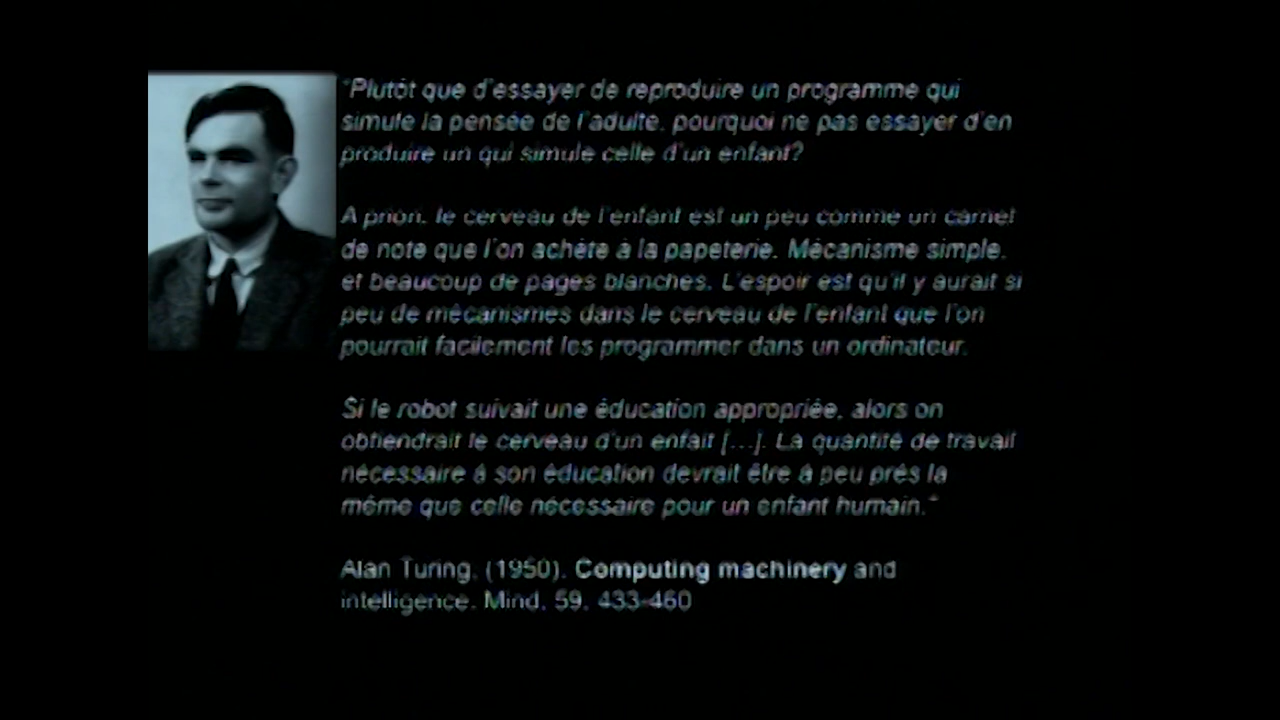 "Plutôt que d'essayer de reproduire un programme qui
simule la pensée de l'adulte, pourquoi ne pas essayer d'en
produire un qui simule celle d'un enfant?
A priori, le cerveau de l'enfant est un peu comme un carnet
de note que l'on achète à la papeterie. Mécanisme simple,
et beaucoup de pages blanches. L'espoir est qu'il y aurait si
peu de mécanismes dans le cerveau de l'enfant que l'on
pourrait facilement les programmer dans un ordinateur.
Si le robot suivait une éducation appropriée, alors on
obtiendrait le cerveau d'un enfait [...]. La quantité de travail
nécessaire à son éducation devrait être à peu près la
même que celle nécessaire pour un enfant humain."
Alan Turing, (1950). Computing machinery and
intelligence. Mind, 59, 433-460